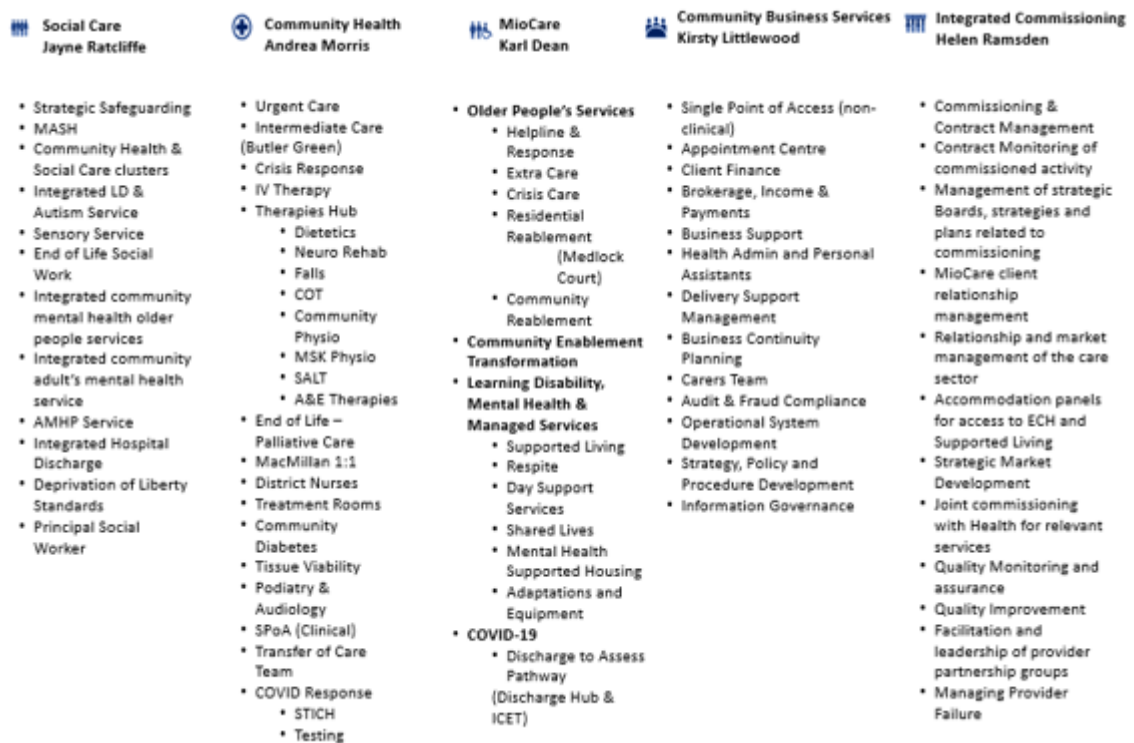 Social Care
Jayne Ratcliffe
• Strategic Safeguarding
• MASH
• Community Health &
Social Care clusters
• Integrated LD &
Autism Service
• Sensory Service
• End of Life Social
Work
• Integrated community
mental health older
people services
• Integrated community
adult's mental health
service
• AMHP Service
• Integrated Hospital
Discharge
• Deprivation of Liberty
Standards
• Principal Social
Worker
Community Health
Andrea Morris
• Urgent Care
• Intermediate Care
(Butler Green)
• Crisis Response
• IV Therapy
• Therapies Hub
• Dietetics
• Neuro Rehab
• Falls
• COT
• Community
Physio
• MSK Physio
• SALT
• A&E Therapies
• End of Life –
Palliative Care
• MacMillan 1:1
• District Nurses
• Treatment Rooms
• Community
Diabetes
• Tissue Viability
• Podiatry &
Audiology
• SPoA (Clinical)
• Transfer of Care
Team
• COVID Response
• STICH
• Testing
MioCare
Karl Dean
• Older People's Services
• Helpline &
Response
• Extra Care
• Crisis Care
• Residential
Reablement
(Medlock
Court)
• Community
Reablement
• Community Enablement
Transformation
• Learning Disability,
Mental Health &
Managed Services
• Supported Living
• Respite
• Day Support
Services
• Shared Lives
• Mental Health
Supported Housing
• Adaptations and
Equipment
• COVID-19
• Discharge to Assess
Pathway
(Discharge Hub &
ICET)
Community Business Services
Kirsty Littlewood
• Single Point of Access (non-
clinical)
• Appointment Centre
• Client Finance
• Brokerage, Income &
Payments
• Business Support
• Health Admin and Personal
Assistants
• Delivery Support
Management
• Business Continuity
Planning
• Carers Team
• Audit & Fraud Compliance
• Operational System
Development
• Strategy, Policy and
Procedure Development
• Information Governance
Integrated Commissioning
Helen Ramsden
• Commissioning &
Contract Management
• Contract Monitoring of
commissioned activity
• Management of strategic
Boards, strategies and
plans related to
commissioning
• MioCare client
relationship
management
• Relationship and market
management of the care
sector
• Accommodation panels
for access to ECH and
Supported Living
• Strategic Market
Development
• Joint commissioning
with Health for relevant
services
• Quality Monitoring and
assurance
• Quality Improvement
• Facilitation and
leadership of provider
partnership groups
• Managing Provider
Failure